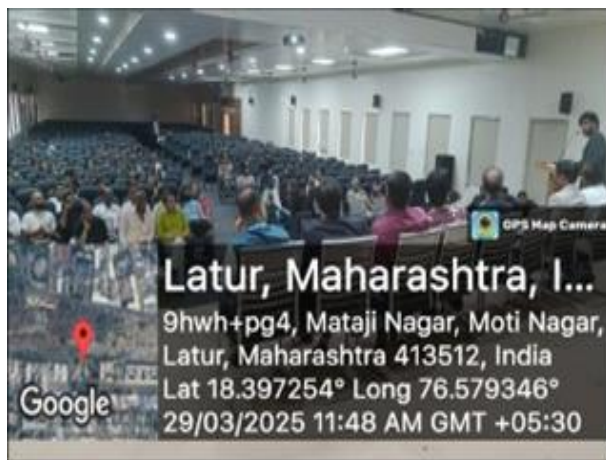 GPS Map Camera
Latur, Maharashtra, I...
9hwh+pg4, Mataji Nagar, Moti Nagar,
Latur, Maharashtra 413512, India
Lat 18.397254° Long 76.579346°
29/03/2025 11:48 AM GMT +05:30
Google